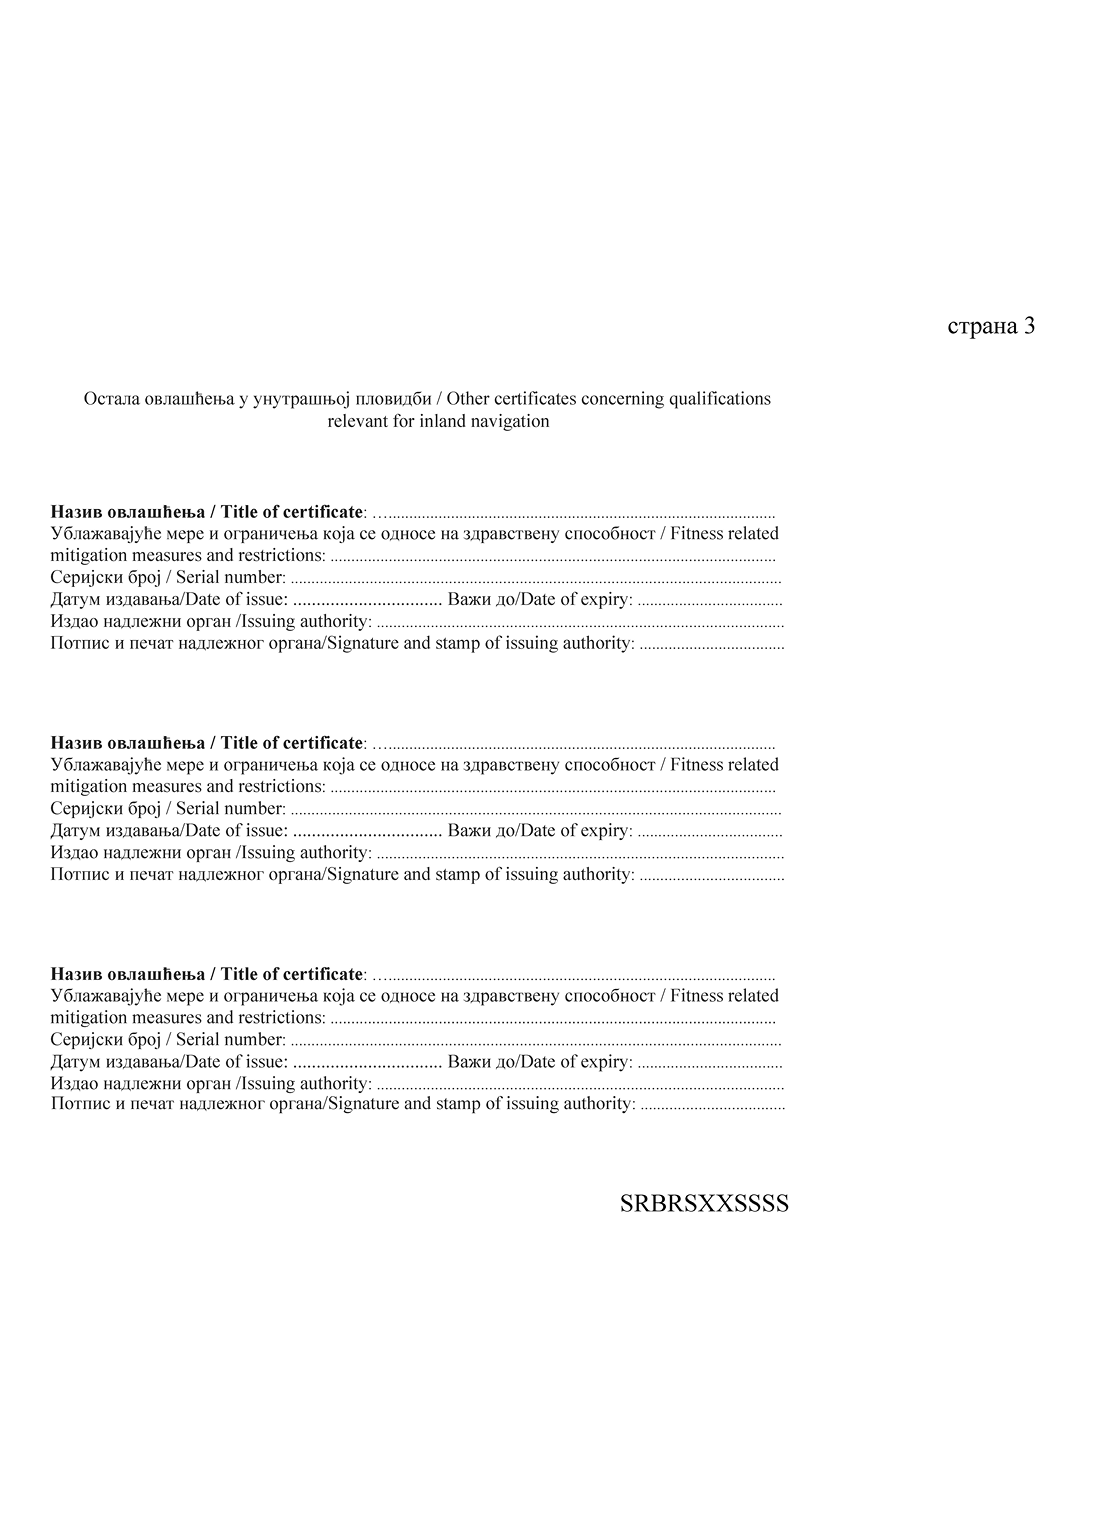 страна 3
Остала овлашћења у унутрашњој пловидби / Other certificates concerning qualifications
relevant for inland navigation
Назив овлашћења / Title of certificate: …................................................................................................
Ублажавајуће мере и ограничења која се односе на здравствену способност / Fitness related
mitigation measures and restrictions: .............................................................................................................
Серијски број / Serial number: ........................................................................................................................
Датум издавања/Date of issue: ................................ Важи до/Date of expiry: ...................................
Издао надлежни орган /Issuing authority: ...................................................................................................
Потпис и печат надлежног органа/Signature and stamp of issuing authority: ...................................
Назив овлашћења / Title of certificate: …................................................................................................
Ублажавајуће мере и ограничења која се односе на здравствену способност / Fitness related
mitigation measures and restrictions: .............................................................................................................
Серијски број / Serial number: ........................................................................................................................
Датум издавања/Date of issue: ................................ Важи до/Date of expiry: ...................................
Издао надлежни орган /Issuing authority: ...................................................................................................
Потпис и печат надлежног органа/Signature and stamp of issuing authority: ...................................
Назив овлашћења / Title of certificate: …................................................................................................
Ублажавајуће мере и ограничења која се односе на здравствену способност / Fitness related
mitigation measures and restrictions: .............................................................................................................
Серијски број / Serial number: ........................................................................................................................
Датум издавања/Date of issue: ................................ Важи до/Date of expiry: ...................................
Издао надлежни орган /Issuing authority: ...................................................................................................
Потпис и печат надлежног органа/Signature and stamp of issuing authority: ...................................
SRBRSXXSSSS